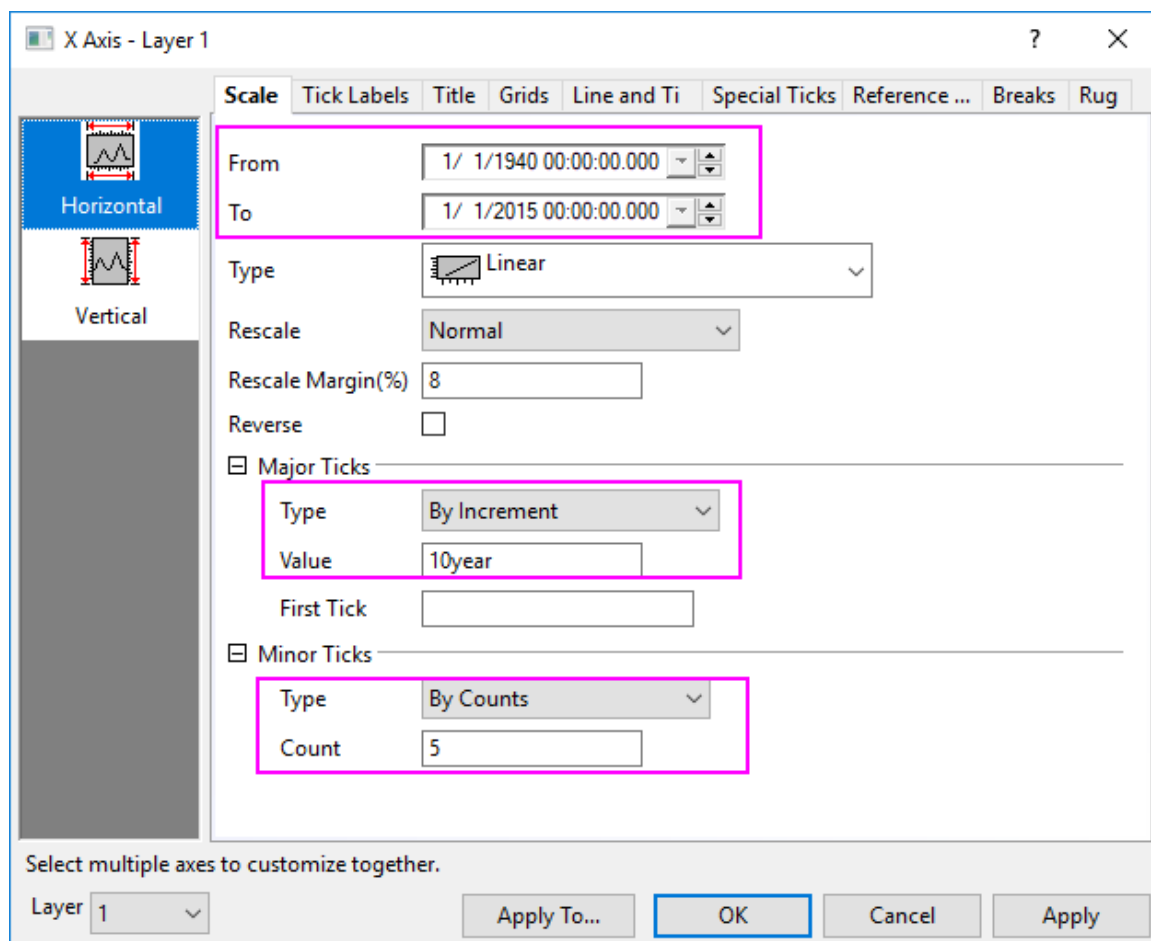 X Axis - Layer 1
?
Scale Tick Labels Title Grids Line and Ti Special Ticks Reference ... Breaks Rug
Horizontal
Vertical
From 1/ 1/1940 00:00:00.000
To 1/ 1/2015 00:00:00.000
Type Linear
Rescale Normal
Rescale Margin(%) 8
Reverse
Major Ticks
Type By Increment
Value 10year
First Tick
Minor Ticks
Type By Counts
Count 5
Select multiple axes to customize together.
Layer 1 Apply To... OK Cancel Apply